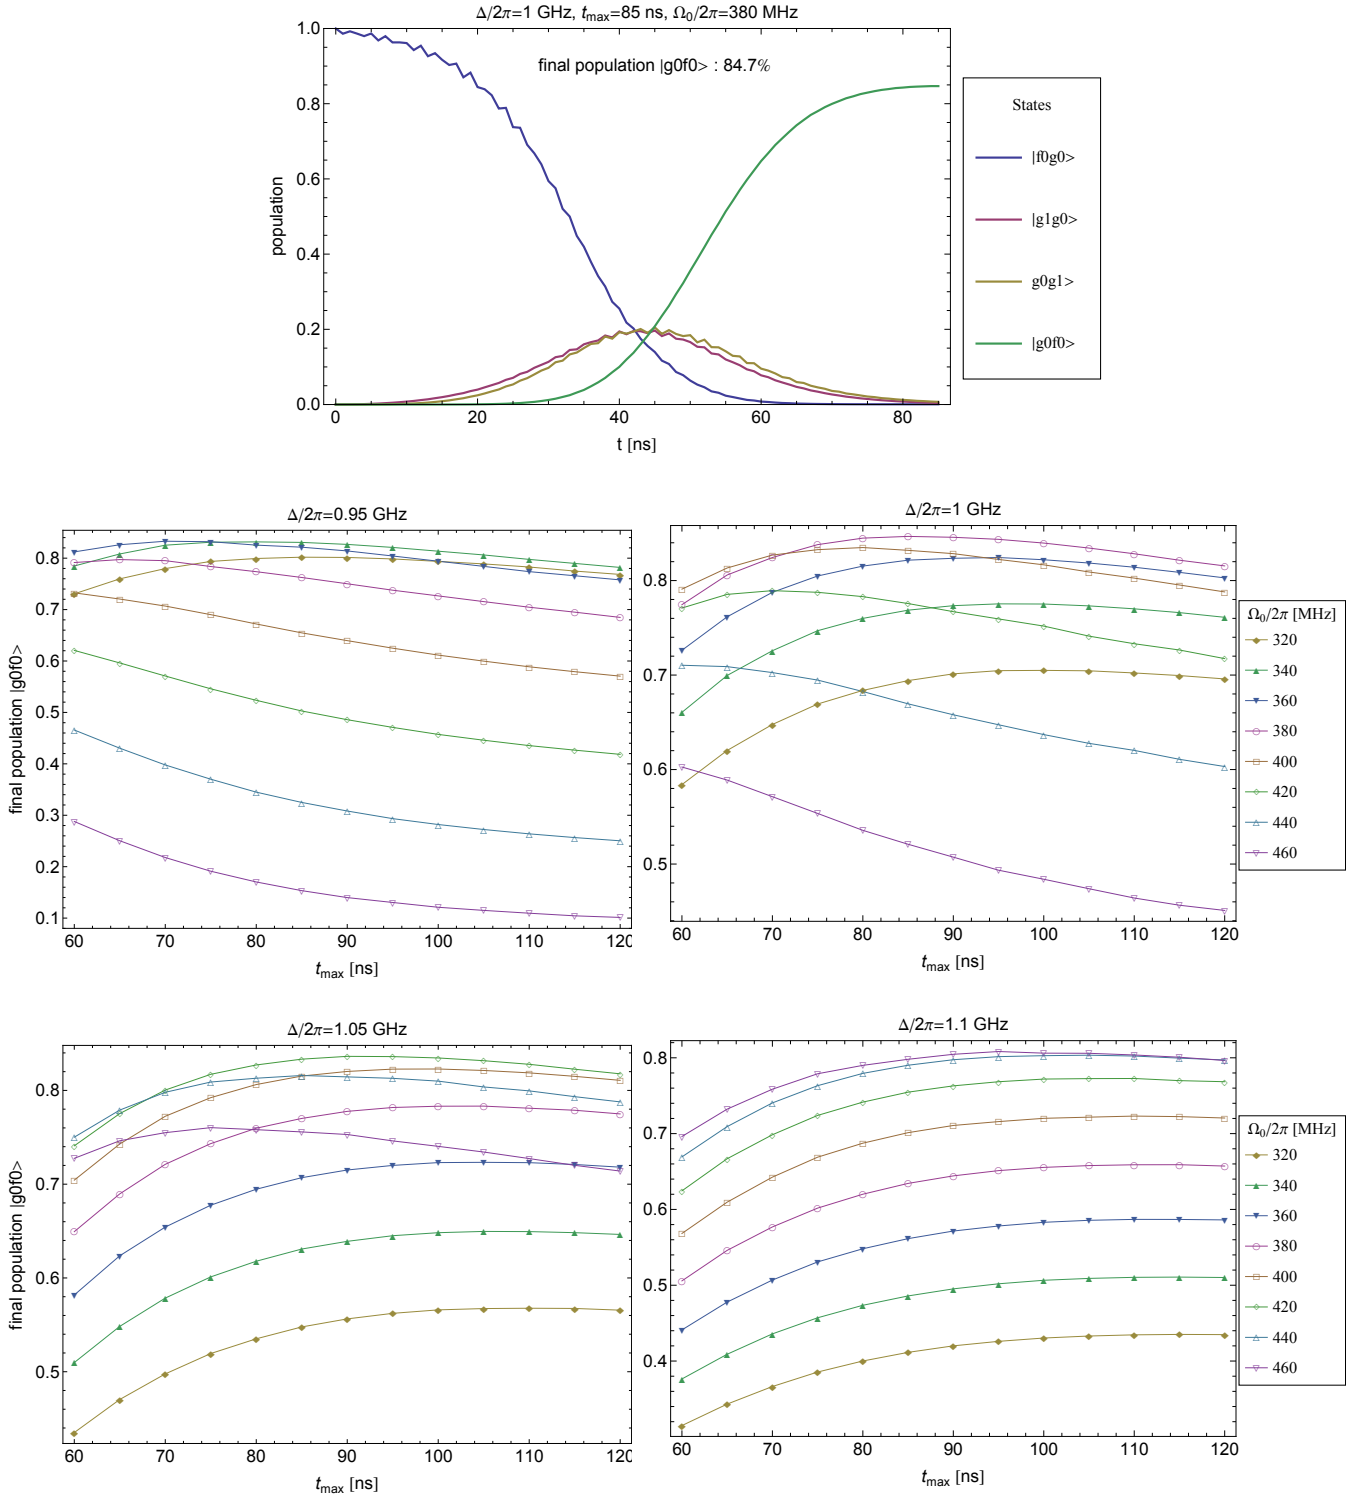 Δ/2π=1 GHz, tmax=85 ns, Ω0/2π=380 MHz
final population |g0f0> : 84.7%
1.0
0.8
0.6
0.4
0.2
0.0
population
0 20 40 60 80
t [ns]
States
|f0g0>
|g1g0>
g0g1>
|g0f0>
Δ/2π=0.95 GHz
0.8
0.7
0.6
0.5
0.4
0.3
0.2
0.1
final population |g0f0>
60 70 80 90 100 110 120
tmax [ns]
Δ/2π=1 GHz
0.8
0.7
0.6
0.5
60 70 80 90 100 110 120
tmax [ns]
Ω0/2π [MHz]
320
340
360
380
400
420
440
460
Δ/2π=1.05 GHz
0.8
0.7
0.6
0.5
final population |g0f0>
60 70 80 90 100 110 120
tmax [ns]
Δ/2π=1.1 GHz
0.8
0.7
0.6
0.5
0.4
60 70 80 90 100 110 120
tmax [ns]
Ω0/2π [MHz]
320
340
360
380
400
420
440
460